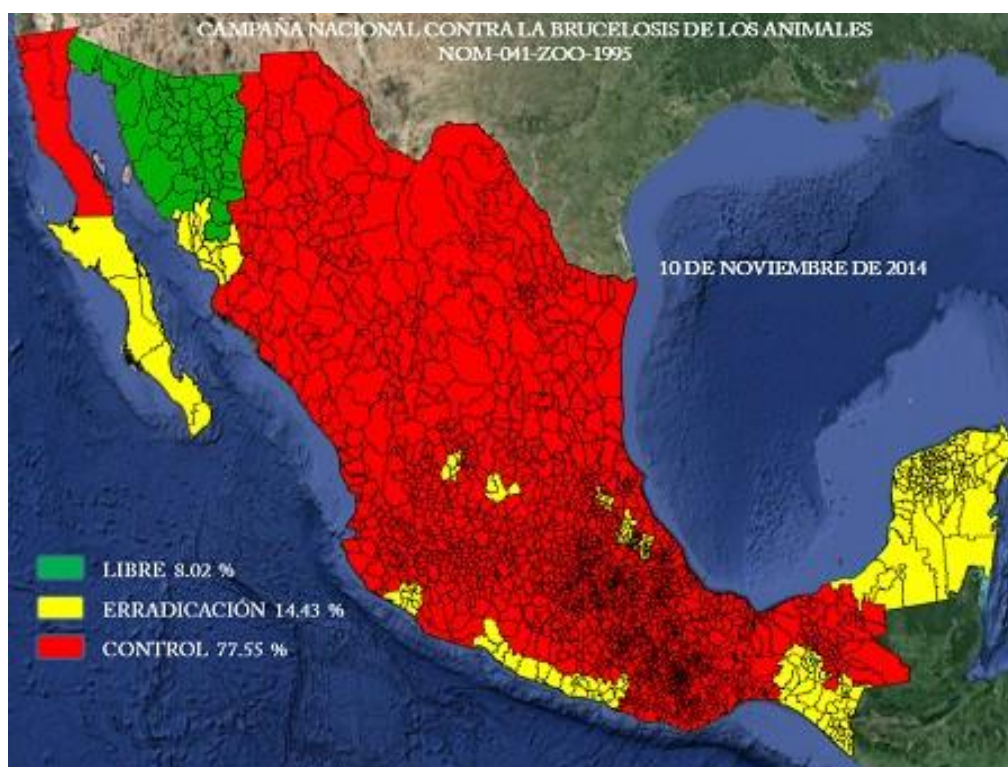 CAMPAÑA NACIONAL CONTRA LA BRUCELOSIS DE LOS ANIMALES
NOM-041-ZOO-1995
10 DE NOVIEMBRE DE 2014
LIBRE 8.02 %
ERRADICACIÓN 14.43 %
CONTROL 77.55 %